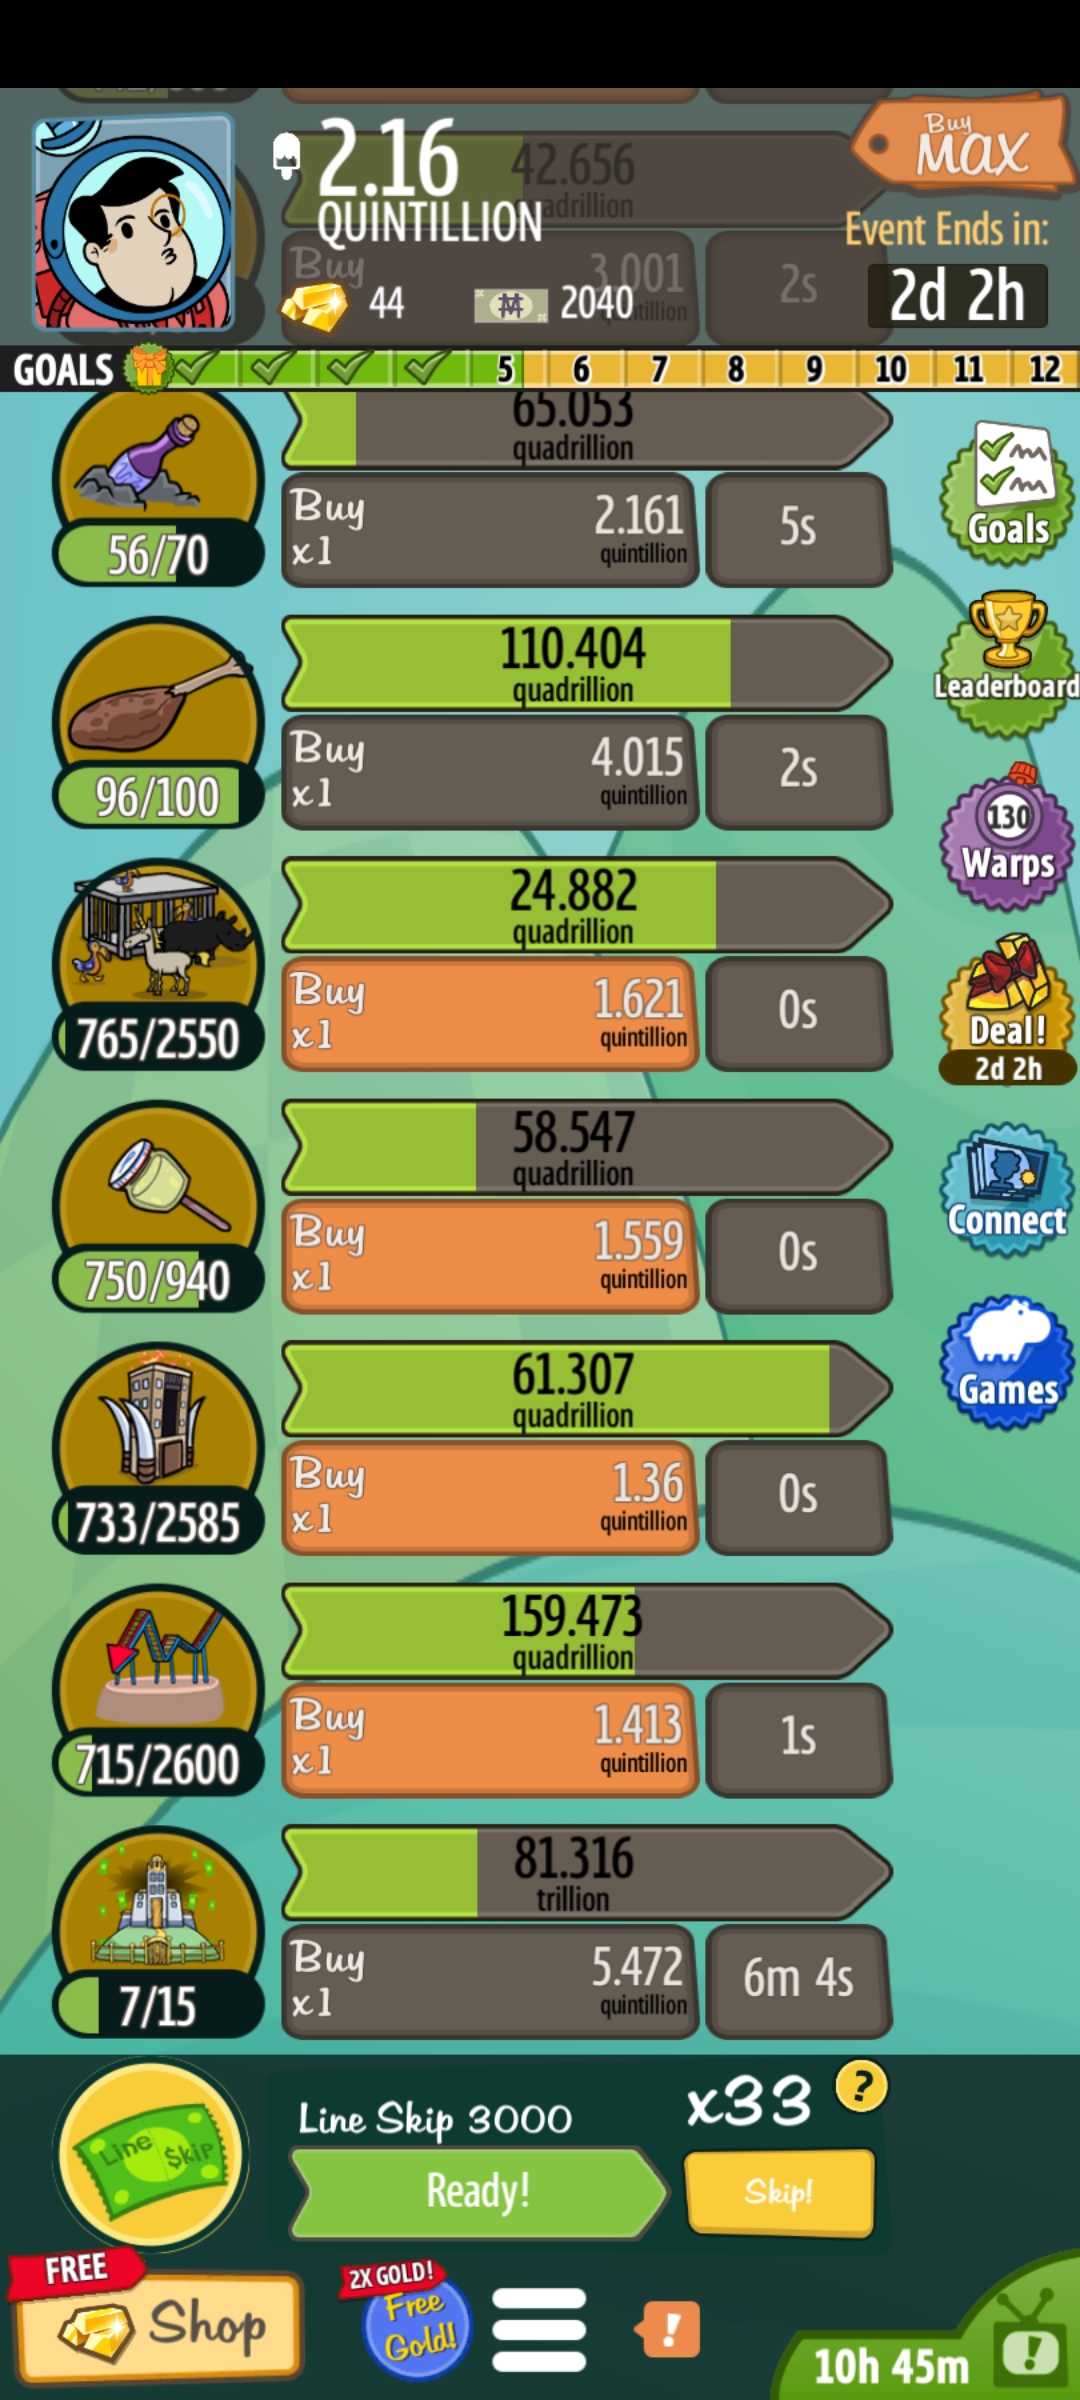 2.16
QUINTILLION
42.656
quadrillion
Buy
MAX
Event Ends in:
2d 2h
Buy
3.001
2s
44
2040
GOALS
5 6 7 8 9 10 11 12
65.053
quadrillion
56/70
Buy
x1
2.161
quintillion
5s
Goals
110.404
quadrillion
96/100
Buy
x1
4.015
quintillion
2s
Leaderboard
24.882
quadrillion
765/2550
Buy
x1
1.621
quintillion
0s
130
Warps
Deal!
2d 2h
58.547
quadrillion
750/940
Buy
x1
1.559
quintillion
0s
Connect
61.307
quadrillion
733/2585
Buy
x1
1.36
quintillion
0s
Games
159.473
quadrillion
715/2600
Buy
x1
1.413
quintillion
1s
81.316
trillion
7/15
Buy
x1
5.472
quintillion
6m 4s
Line $kip
Line Skip 3000
x33
?
Ready!
Skip!
FREE
Shop
2X GOLD!
Free
Gold!
!
10h 45m
!